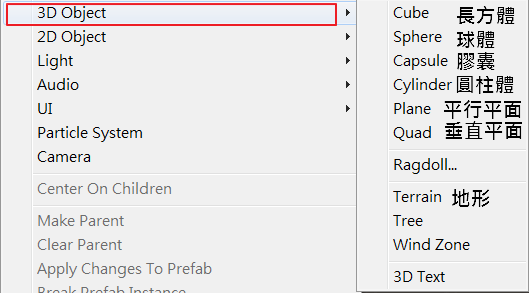 3D Object
2D Object
Light
Audio
UI
Particle System
Camera
Center On Children
Make Parent
Clear Parent
Apply Changes To Prefab
Break Prefab Instance
Cube 長方體
Sphere 球體
Capsule 膠囊
Cylinder 圓柱體
Plane 平行平面
Quad 垂直平面
Ragdoll...
Terrain 地形
Tree
Wind Zone
3D Text